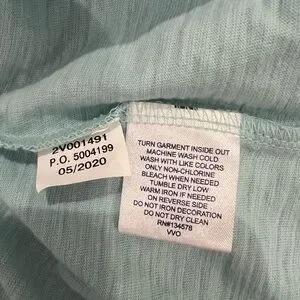 2V001491
P.O. 5004199
05/2020
TURN GARMENT INSIDE OUT
MACHINE WASH COLD
WASH WITH LIKE COLORS
ONLY NON-CHLORINE
BLEACH WHEN NEEDED
TUMBLE DRY LOW
WARM IRON IF NEEDED
ON REVERSE SIDE
DO NOT IRON DECORATION
DO NOT DRY CLEAN
RN#134578
VVO